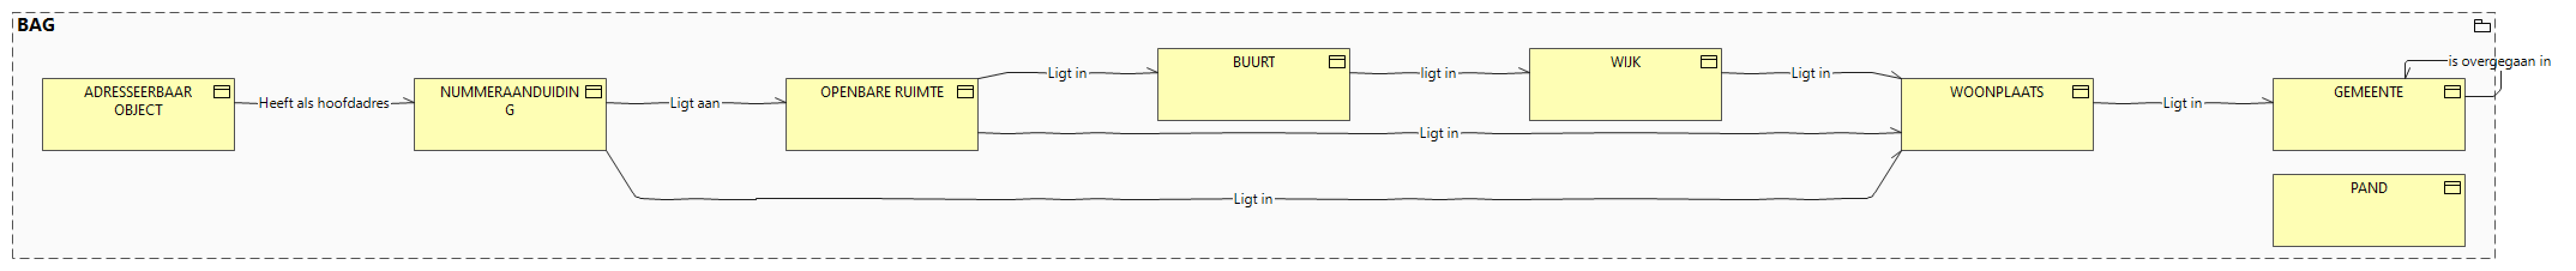 BAG
ADRESSEERBAAR
OBJECT
Heeft als hoofdadres
NUMMERAANDUIDIN
G
Ligt aan
OPENBARE RUIMTE
Ligt in
BUURT
ligt in
WIJK
Ligt in
WOONPLAATS
Ligt in
GEMEENTE
is overgegaan in
Ligt in
Ligt in
PAND